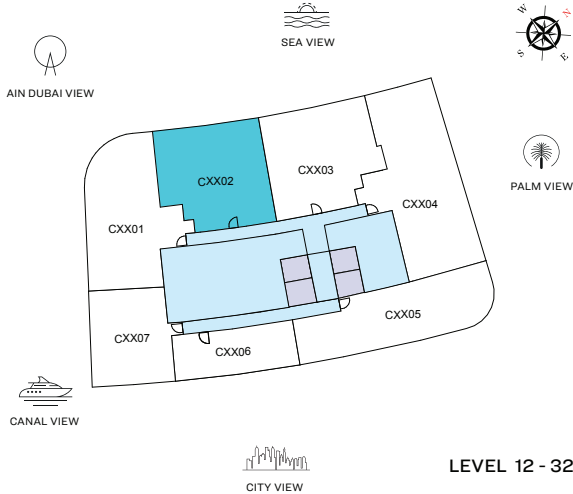 SEA VIEW
W
N
S
E
AIN DUBAI VIEW
PALM VIEW
CXX02
CXX03
CXX01
CXX04
CXX05
CXX07
CXX06
CANAL VIEW
CITY VIEW
LEVEL 12 - 32